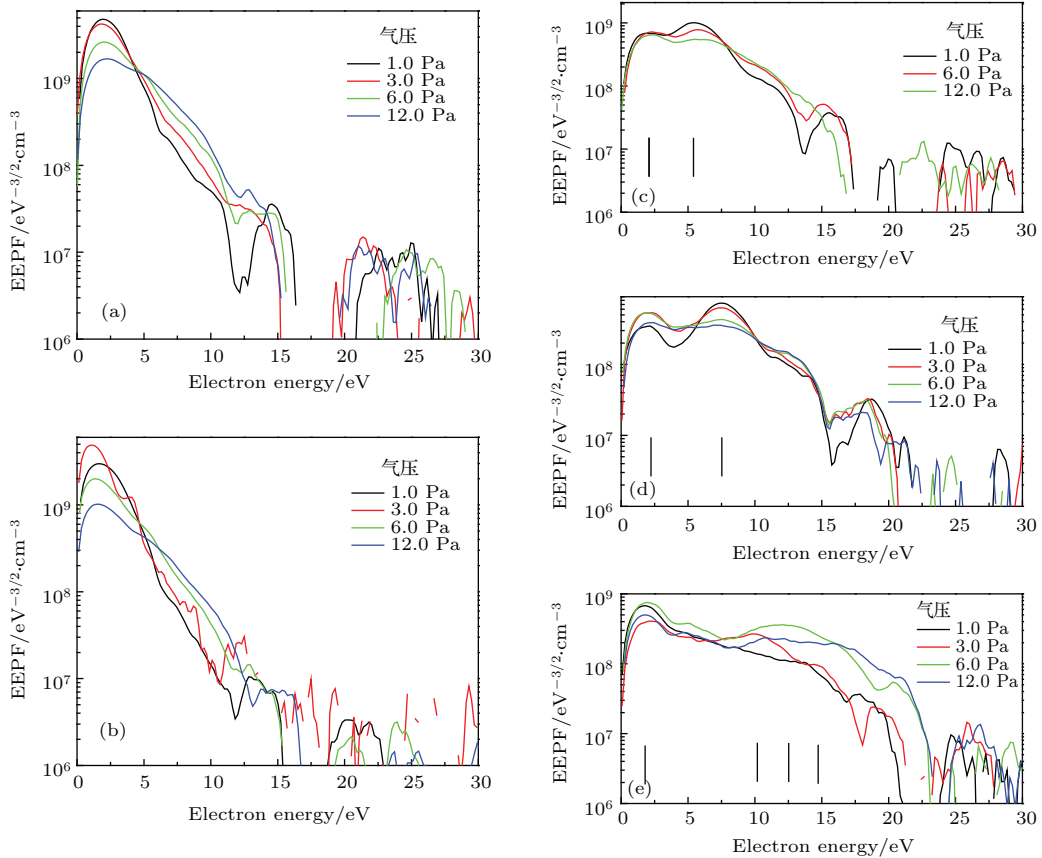 EEPF/eV−3/2·cm−3
109
108
107
106
气压
1.0 Pa
3.0 Pa
6.0 Pa
12.0 Pa
(a)
0 5 10 15 20 25 30
Electron energy/eV
EEPF/eV−3/2·cm−3
109
108
107
106
气压
1.0 Pa
3.0 Pa
6.0 Pa
12.0 Pa
(b)
0 5 10 15 20 25 30
Electron energy/eV
EEPF/eV−3/2·cm−3
109
108
107
106
气压
1.0 Pa
6.0 Pa
12.0 Pa
(c)
0 5 10 15 20 25 30
Electron energy/eV
EEPF/eV−3/2·cm−3
108
107
106
气压
1.0 Pa
3.0 Pa
6.0 Pa
12.0 Pa
(d)
0 5 10 15 20 25 30
Electron energy/eV
EEPF/eV−3/2·cm−3
109
108
107
106
气压
1.0 Pa
3.0 Pa
6.0 Pa
12.0 Pa
(e)
0 5 10 15 20 25 30
Electron energy/eV